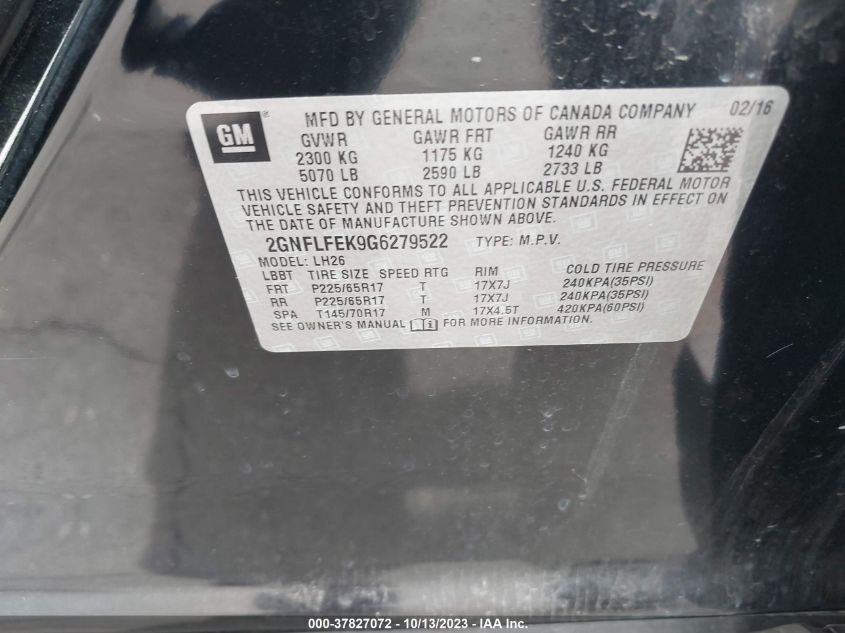 GM
MFD BY GENERAL MOTORS OF CANADA COMPANY 02/16
GVWR GAWR FRT GAWR RR
2300 KG 1175 KG 1240 KG
5070 LB 2590 LB 2733 LB
THIS VEHICLE CONFORMS TO ALL APPLICABLE U.S. FEDERAL MOTOR
VEHICLE SAFETY AND THEFT PREVENTION STANDARDS IN EFFECT ON
THE DATE OF MANUFACTURE SHOWN ABOVE.
2GNFLFEK9G6279522 TYPE: M.P.V.
MODEL: LH26
LBBT TIRE SIZE SPEED RTG RIM COLD TIRE PRESSURE
FRT P225/65R17 T 17X7J 240KPA(35PSI)
RR P225/65R17 T 17X7J 240KPA(35PSI)
SPA T145/70R17 M 17X4.5T 420KPA(60PSI)
SEE OWNER'S MANUAL FOR MORE INFORMATION.
000-37827072 - 10/13/2023 - IAA Inc.